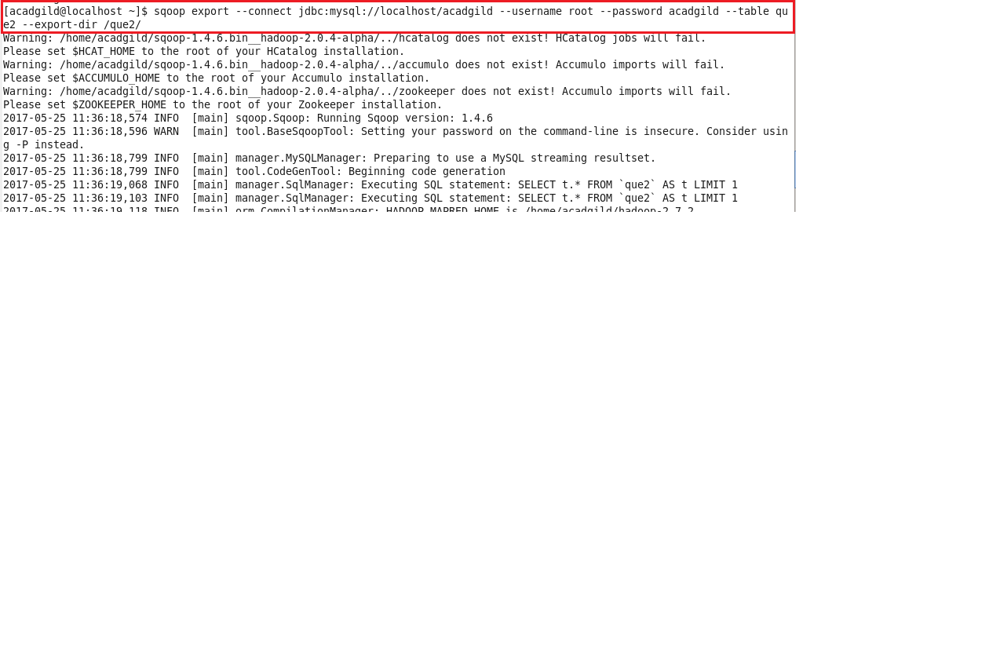 [acadgild@localhost ~]$ sqoop export --connect jdbc:mysql://localhost/acadgild --username root --password acadgild --table qu
e2 --export-dir /que2/
Warning: /home/acadgild/sqoop-1.4.6.bin__hadoop-2.0.4-alpha/../hcatalog does not exist! HCatalog jobs will fail.
Please set $HCAT_HOME to the root of your HCatalog installation.
Warning: /home/acadgild/sqoop-1.4.6.bin__hadoop-2.0.4-alpha/../accumulo does not exist! Accumulo imports will fail.
Please set $ACCUMULO_HOME to the root of your Accumulo installation.
Warning: /home/acadgild/sqoop-1.4.6.bin__hadoop-2.0.4-alpha/../zookeeper does not exist! Accumulo imports will fail.
Please set $ZOOKEEPER_HOME to the root of your Zookeeper installation.
2017-05-25 11:36:18,574 INFO  [main] sqoop.Sqoop: Running Sqoop version: 1.4.6
2017-05-25 11:36:18,596 WARN  [main] tool.BaseSqoopTool: Setting your password on the command-line is insecure. Consider usin
g -P instead.
2017-05-25 11:36:18,799 INFO  [main] manager.MySQLManager: Preparing to use a MySQL streaming resultset.
2017-05-25 11:36:18,799 INFO  [main] tool.CodeGenTool: Beginning code generation
2017-05-25 11:36:19,068 INFO  [main] manager.SqlManager: Executing SQL statement: SELECT t.* FROM `que2` AS t LIMIT 1
2017-05-25 11:36:19,103 INFO  [main] manager.SqlManager: Executing SQL statement: SELECT t.* FROM `que2` AS t LIMIT 1
2017-05-25 11:36:19,118 INFO  [main] orm.CompilationManager: HADOOP_MAPRED_HOME is /home/acadgild/hadoop-2.7.2